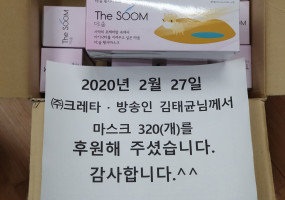 The SOOM
더숨
The SOOM
2020년 2월 27일
㈜크레타 · 방송인 김태균님께서
마스크 320(개)를
후원해 주셨습니다.
감사합니다.^^